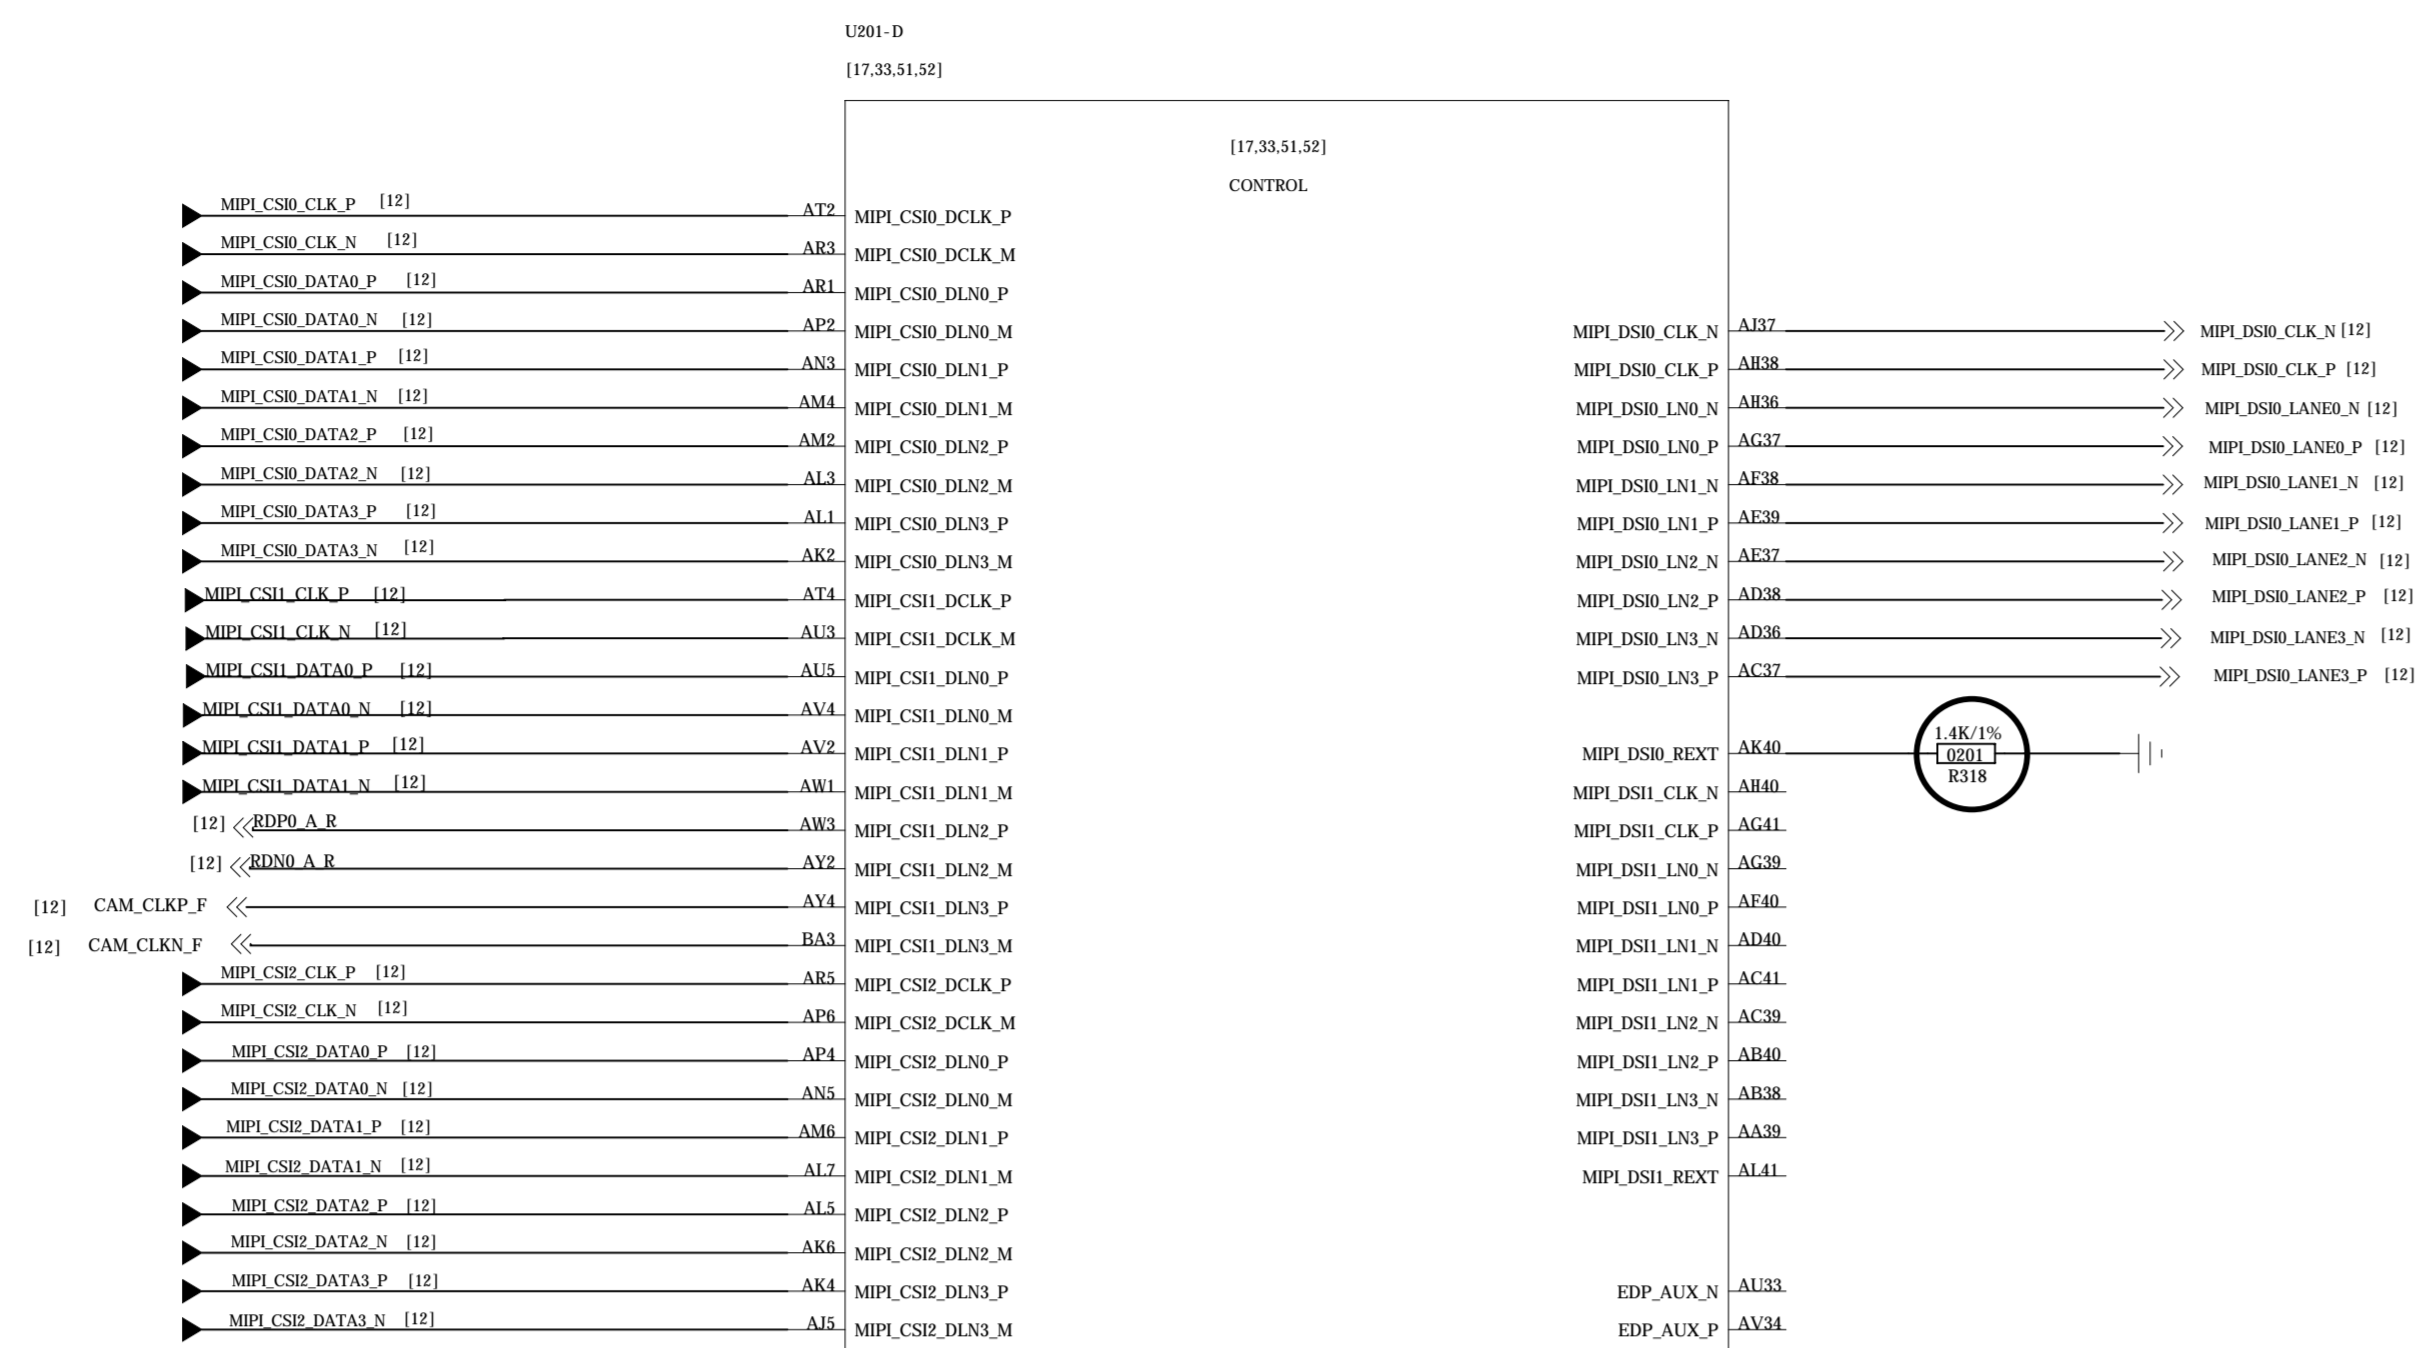 U201-D
[17,33,51,52]
[17,33,51,52]
CONTROL
MIPI_CSI0_CLK_P [12] AT2 MIPI_CSI0_DCLK_P
MIPI_CSI0_CLK_N [12] AR3 MIPI_CSI0_DCLK_M
MIPI_CSI0_DATA0_P [12] AR1 MIPI_CSI0_DLN0_P
MIPI_CSI0_DATA0_N [12] AP2 MIPI_CSI0_DLN0_M MIPI_DSI0_CLK_N AJ37 MIPI_DSI0_CLK_N [12]
MIPI_CSI0_DATA1_P [12] AN3 MIPI_CSI0_DLN1_P MIPI_DSI0_CLK_P AH38 MIPI_DSI0_CLK_P [12]
MIPI_CSI0_DATA1_N [12] AM4 MIPI_CSI0_DLN1_M MIPI_DSI0_LN0_N AH36 MIPI_DSI0_LANE0_N [12]
MIPI_CSI0_DATA2_P [12] AM2 MIPI_CSI0_DLN2_P MIPI_DSI0_LN0_P AG37 MIPI_DSI0_LANE0_P [12]
MIPI_CSI0_DATA2_N [12] AL3 MIPI_CSI0_DLN2_M MIPI_DSI0_LN1_N AF38 MIPI_DSI0_LANE1_N [12]
MIPI_CSI0_DATA3_P [12] AL1 MIPI_CSI0_DLN3_P MIPI_DSI0_LN1_P AE39 MIPI_DSI0_LANE1_P [12]
MIPI_CSI0_DATA3_N [12] AK2 MIPI_CSI0_DLN3_M MIPI_DSI0_LN2_N AE37 MIPI_DSI0_LANE2_N [12]
MIPI_CSI1_CLK_P [12] AT4 MIPI_CSI1_DCLK_P MIPI_DSI0_LN2_P AD38 MIPI_DSI0_LANE2_P [12]
MIPI_CSI1_CLK_N [12] AU3 MIPI_CSI1_DCLK_M MIPI_DSI0_LN3_N AD36 MIPI_DSI0_LANE3_N [12]
MIPI_CSI1_DATA0_P [12] AU5 MIPI_CSI1_DLN0_P MIPI_DSI0_LN3_P AC37 MIPI_DSI0_LANE3_P [12]
MIPI_CSI1_DATA0_N [12] AV4 MIPI_CSI1_DLN0_M
1.4K/1%
MIPI_CSI1_DATA1_P [12] AV2 MIPI_CSI1_DLN1_P MIPI_DSI0_REXT AK40 0201
R318
MIPI_CSI1_DATA1_N [12] AW1 MIPI_CSI1_DLN1_M MIPI_DSI1_CLK_N AH40
[12] RDP0_A_R AW3 MIPI_CSI1_DLN2_P MIPI_DSI1_CLK_P AG41
[12] RDN0_A_R AY2 MIPI_CSI1_DLN2_M MIPI_DSI1_LN0_N AG39
[12] CAM_CLKP_F AY4 MIPI_CSI1_DLN3_P MIPI_DSI1_LN0_P AF40
[12] CAM_CLKN_F BA3 MIPI_CSI1_DLN3_M MIPI_DSI1_LN1_N AD40
MIPI_CSI2_CLK_P [12] AR5 MIPI_CSI2_DCLK_P MIPI_DSI1_LN1_P AC41
MIPI_CSI2_CLK_N [12] AP6 MIPI_CSI2_DCLK_M MIPI_DSI1_LN2_N AC39
MIPI_CSI2_DATA0_P [12] AP4 MIPI_CSI2_DLN0_P MIPI_DSI1_LN2_P AB40
MIPI_CSI2_DATA0_N [12] AN5 MIPI_CSI2_DLN0_M MIPI_DSI1_LN3_N AB38
MIPI_CSI2_DATA1_P [12] AM6 MIPI_CSI2_DLN1_P MIPI_DSI1_LN3_P AA39
MIPI_CSI2_DATA1_N [12] AL7 MIPI_CSI2_DLN1_M MIPI_DSI1_REXT AL41
MIPI_CSI2_DATA2_P [12] AL5 MIPI_CSI2_DLN2_P
MIPI_CSI2_DATA2_N [12] AK6 MIPI_CSI2_DLN2_M
MIPI_CSI2_DATA3_P [12] AK4 MIPI_CSI2_DLN3_P EDP_AUX_N AU33
MIPI_CSI2_DATA3_N [12] AJ5 MIPI_CSI2_DLN3_M EDP_AUX_P AV34